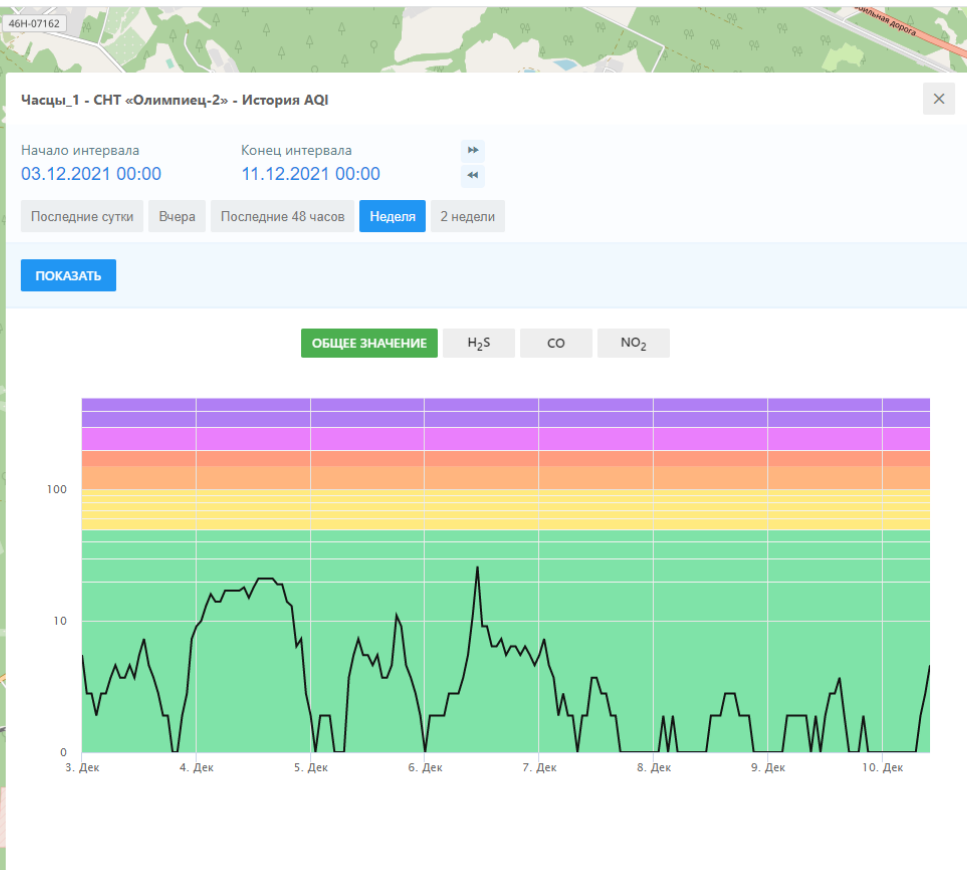 46Н-07162
бильная дорога
Часцы_1 - СНТ «Олимпиец-2» - История AQI
Начало интервала
Конец интервала
03.12.2021 00:00
11.12.2021 00:00
Последние сутки
Вчера
Последние 48 часов
Неделя
2 недели
ПОКАЗАТЬ
ОБЩЕЕ ЗНАЧЕНИЕ
H₂S
CO
NO₂
100
10
0
3. Дек
4. Дек
5. Дек
6. Дек
7. Дек
8. Дек
9. Дек
10. Дек